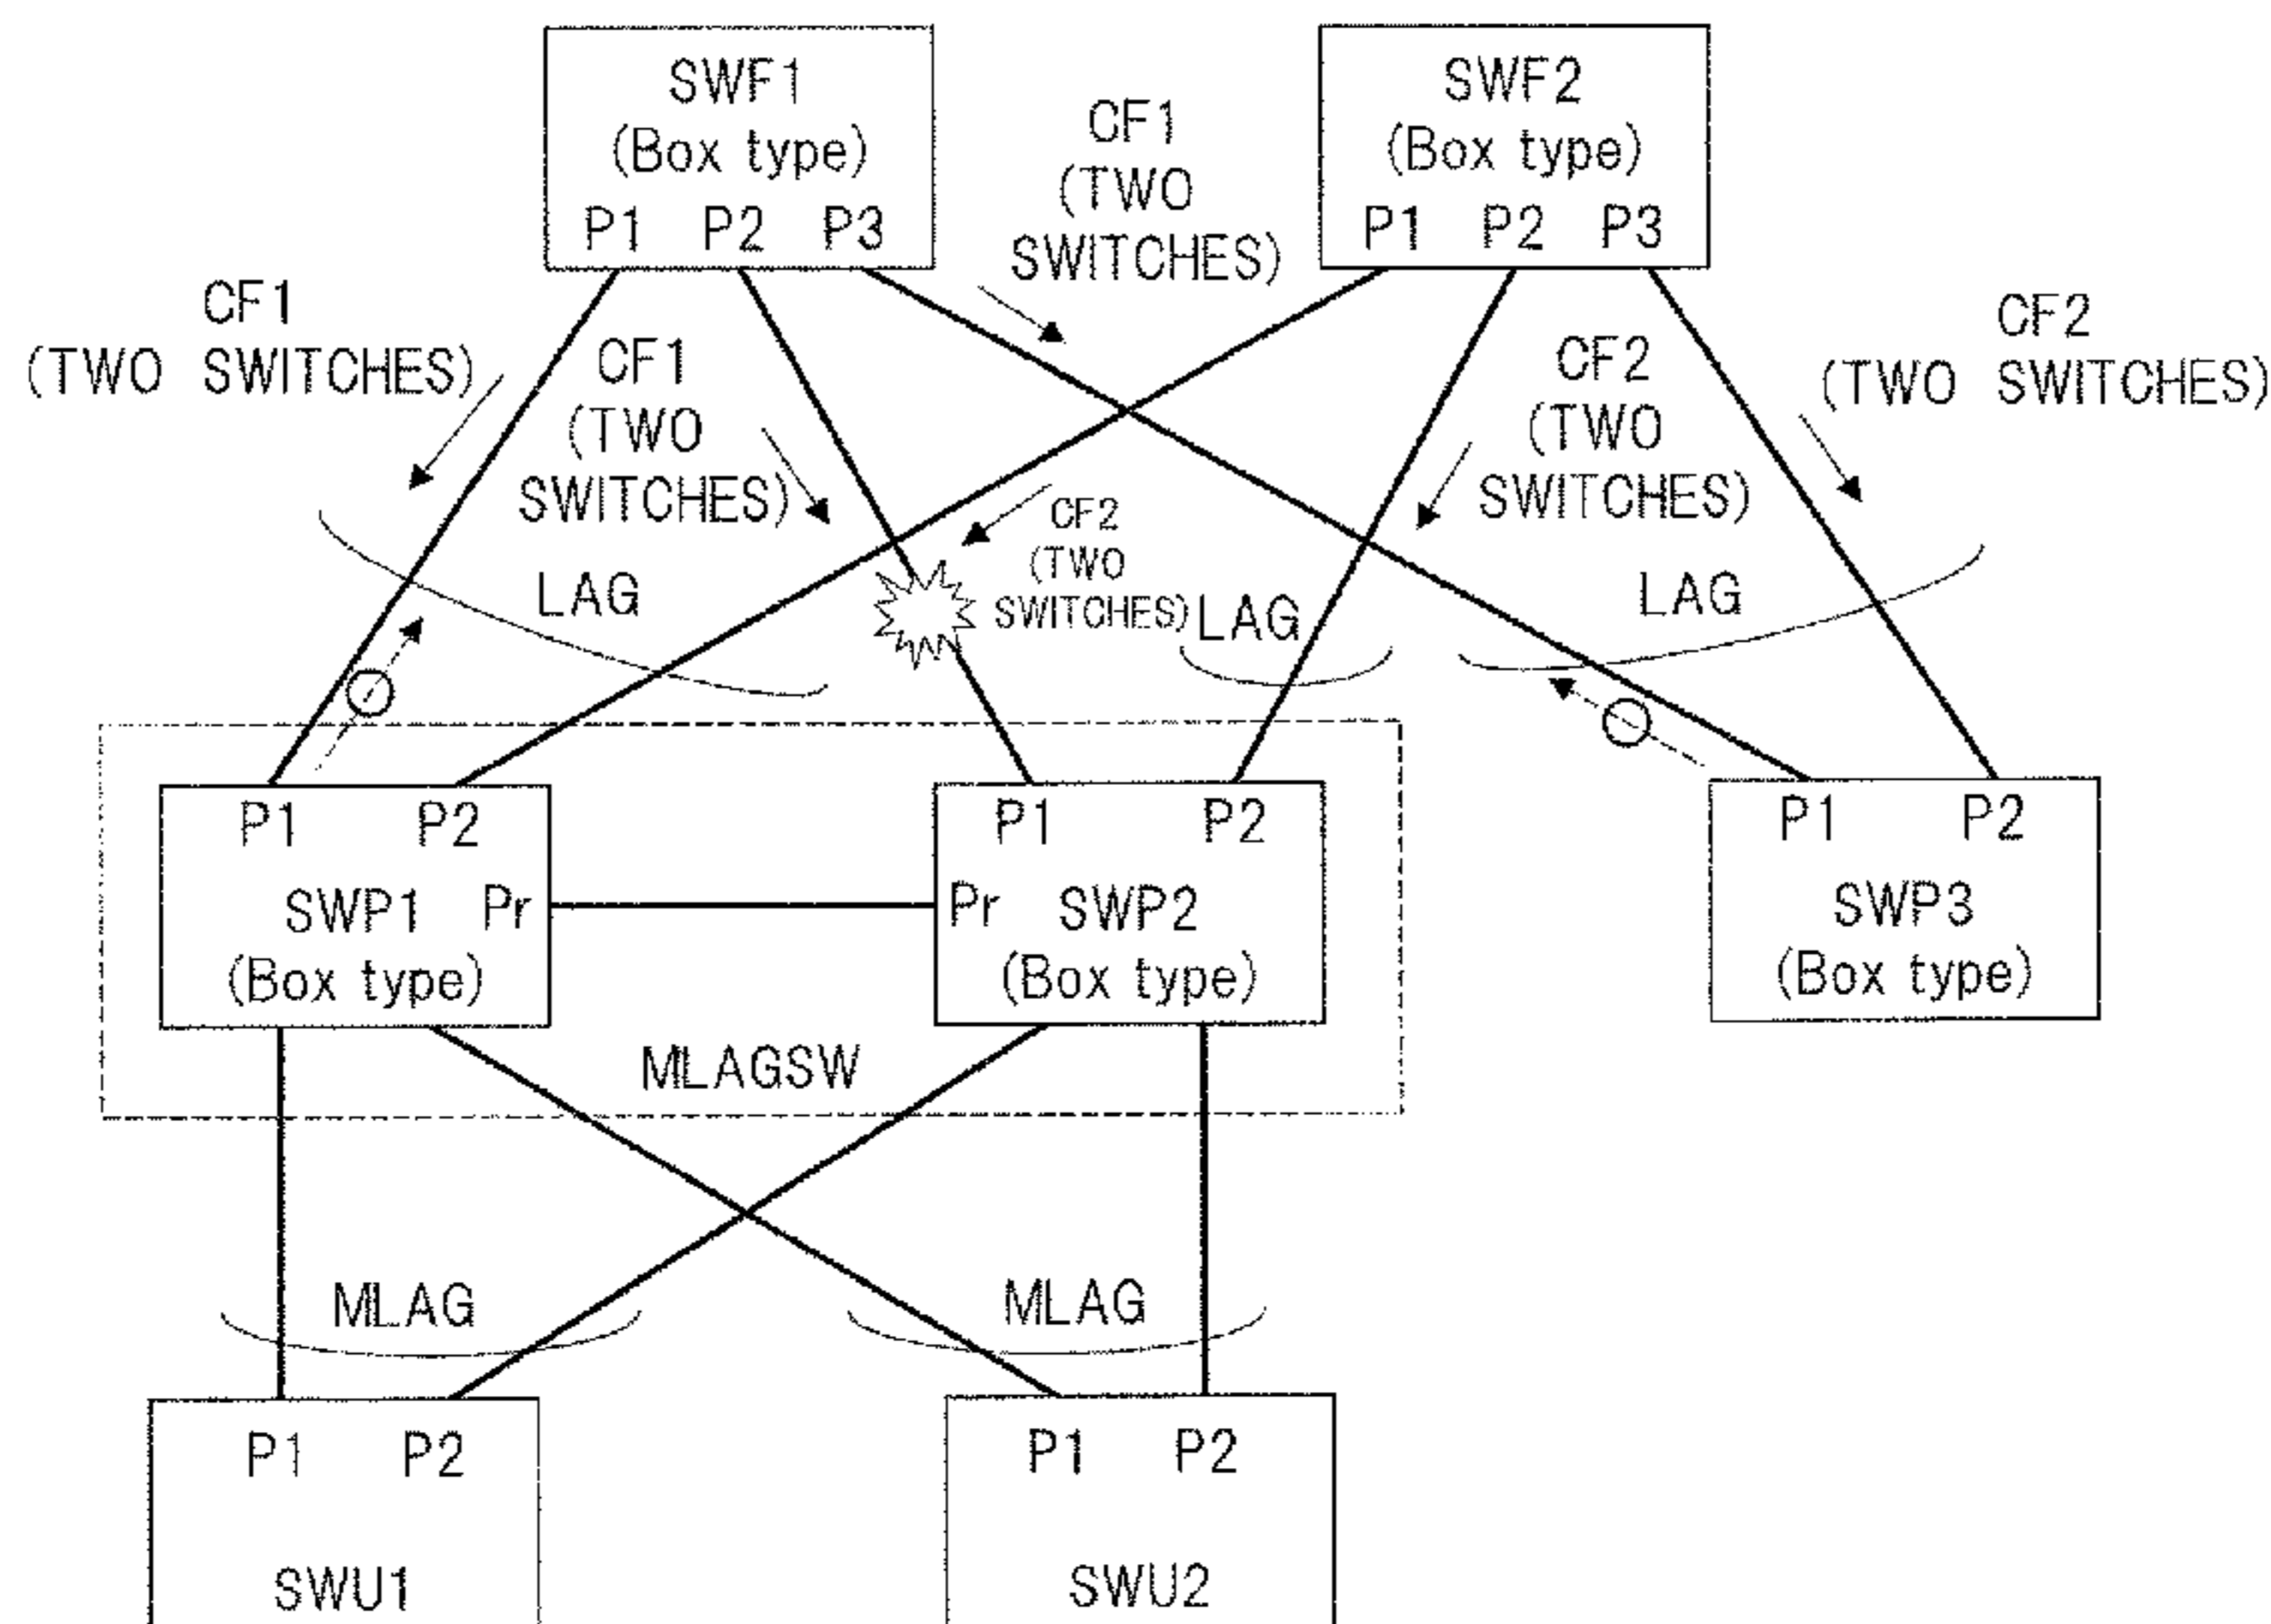 SWF1
(Box type)
P1 P2 P3
SWF2
(Box type)
P1 P2 P3
CF1
(TWO
SWITCHES)
CF1
(TWO SWITCHES)
CF1
(TWO
SWITCHES)
CF2
(TWO
SWITCHES)
CF2
(TWO SWITCHES)
CF2
(TWO
SWITCHES)
LAG
LAG
LAG
P1 P2
SWP1 Pr
(Box type)
P1 P2
Pr SWP2
(Box type)
P1 P2
SWP3
(Box type)
MLAGSW
MLAG
MLAG
P1 P2
SWU1
P1 P2
SWU2